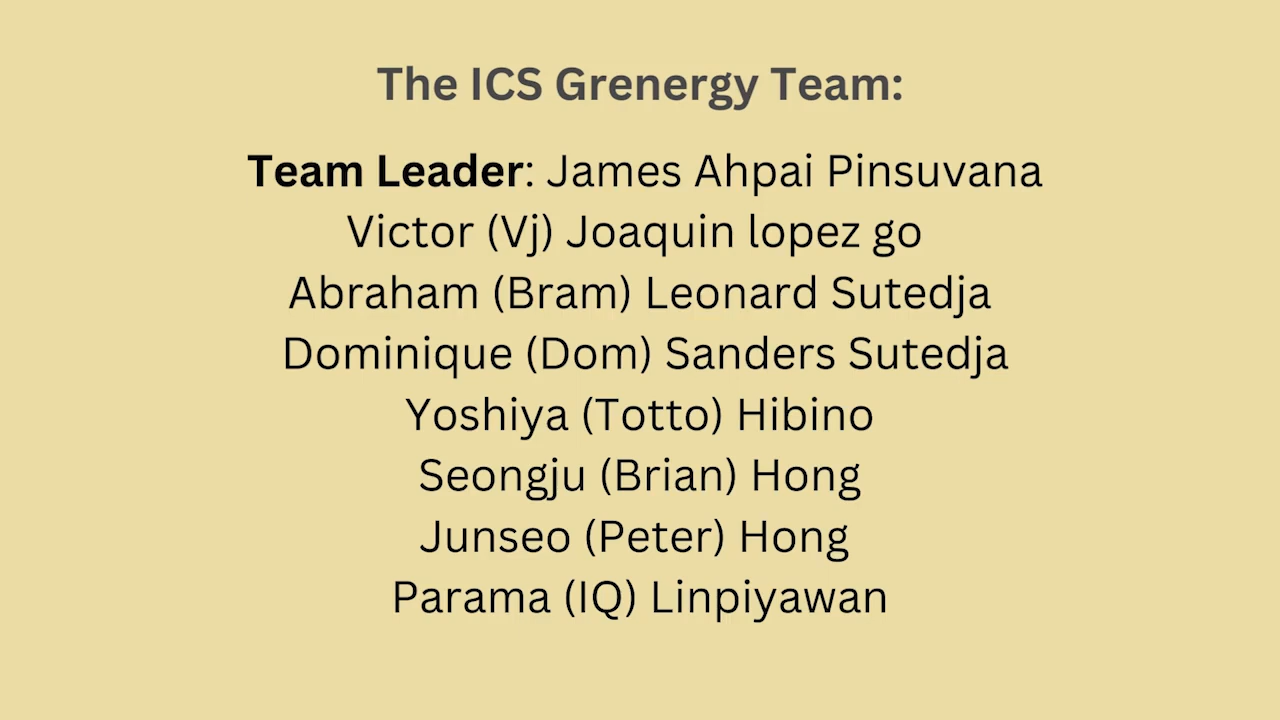 The ICS Grenergy Team:
Team Leader: James Ahpai Pinsuvana
Victor (Vj) Joaquin lopez go
Abraham (Bram) Leonard Sutedja
Dominique (Dom) Sanders Sutedja
Yoshiya (Totto) Hibino
Seongju (Brian) Hong
Junseo (Peter) Hong
Parama (IQ) Linpiyawan